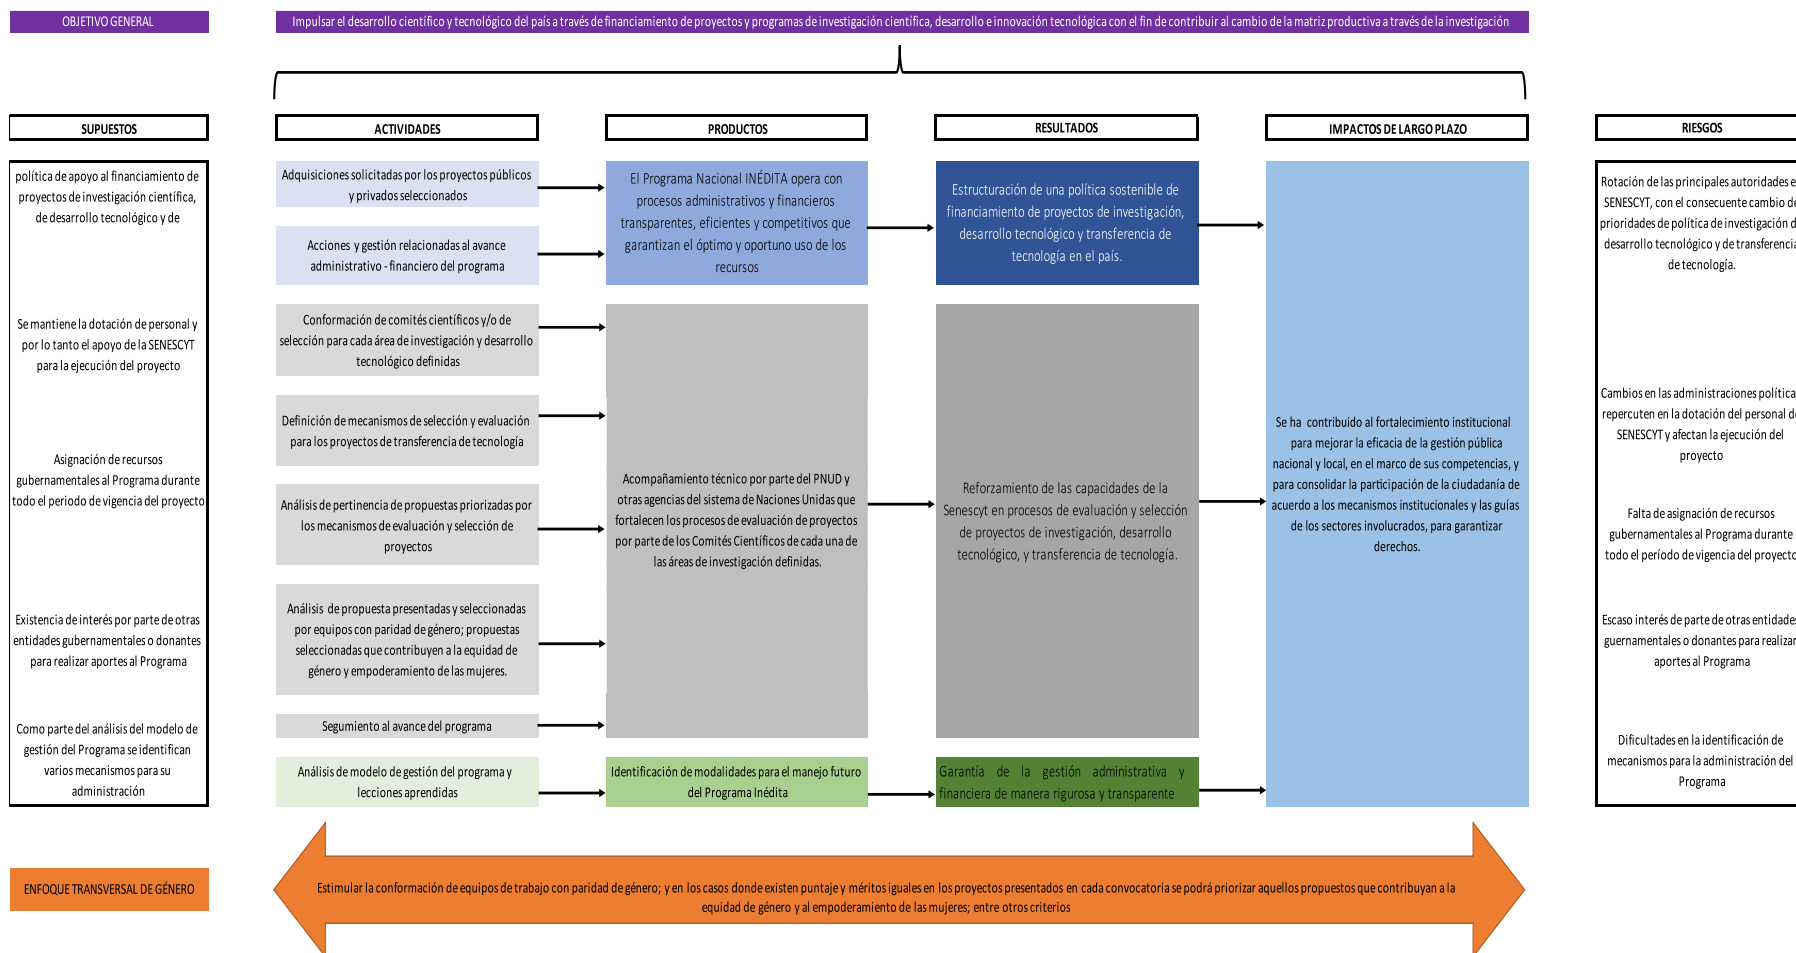 OBJETIVO GENERAL
Impulsar el desarrollo científico y tecnológico del país a través de financiamiento de proyectos y programas de investigación científica, desarrollo e innovación tecnológica con el fin de contribuir al cambio de la matriz productiva a través de la investigación
SUPUESTOS
política de apoyo al financiamiento de
proyectos de investigación científica,
de desarrollo tecnológico y de
Se mantiene la dotación de personal y
por lo tanto el apoyo de la SENESCYT
para la ejecución del proyecto
Asignación de recursos
gubernamentales al Programa durante
todo el periodo de vigencia del proyecto
Existencia de interés por parte de otras
entidades gubernamentales o donantes
para realizar aportes al Programa
Como parte del análisis del modelo de
gestión del Programa se identifican
varios mecanismos para su
administración
ACTIVIDADES
Adquisiciones solicitadas por los proyectos públicos
y privados seleccionados
Acciones y gestión relacionadas al avance
administrativo - financiero del programa
Conformación de comités científicos y/o de
selección para cada área de investigación y desarrollo
tecnológico definidas
Definición de mecanismos de selección y evaluación
para los proyectos de transferencia de tecnología
Análisis de pertinencia de propuestas priorizadas por
los mecanismos de evaluación y selección de
proyectos
Análisis de propuesta presentadas y seleccionadas
por equipos con paridad de género; propuestas
seleccionadas que contribuyen a la equidad de
género y empoderamiento de las mujeres.
Segumiento al avance del programa
Análisis de modelo de gestión del programa y
lecciones aprendidas
PRODUCTOS
El Programa Nacional INÉDITA opera con
procesos administrativos y financieros
transparentes, eficientes y competitivos que
garantizan el óptimo y oportuno uso de los
recursos
Acompañamiento técnico por parte del PNUD y
otras agencias del sistema de Naciones Unidas que
fortalecen los procesos de evaluación de proyectos
por parte de los Comités Científicos de cada una de
las áreas de investigación definidas.
Identificación de modalidades para el manejo futuro
del Programa Inédita
RESULTADOS
Estructuración de una política sostenible de
financiamiento de proyectos de investigación,
desarrollo tecnológico y transferencia de
tecnología en el país.
Reforzamiento de las capacidades de la
Senescyt en procesos de evaluación y selección
de proyectos de investigación, desarrollo
tecnológico, y transferencia de tecnología.
Garantía de la gestión administrativa y
financiera de manera rigurosa y transparente
IMPACTOS DE LARGO PLAZO
Se ha contribuido al fortalecimiento institucional
para mejorar la eficacia de la gestión pública
nacional y local, en el marco de sus competencias, y
para consolidar la participación de la ciudadanía de
acuerdo a los mecanismos institucionales y las guías
de los sectores involucrados, para garantizar
derechos.
RIESGOS
Rotación de las principales autoridades e
SENESCYT, con el consecuente cambio de
prioridades de política de investigación d
desarrollo tecnológico y de transferencia
de tecnología.
Cambios en las administraciones política
repercuten en la dotación del personal de
SENESCYT y afectan la ejecución del
proyecto
Falta de asignación de recursos
gubernamentales al Programa durante
todo el período de vigencia del proyecto
Escaso interés de parte de otras entidades
guernamentales o donantes para realizar
aportes al Programa
Dificultades en la identificación de
mecanismos para la administración del
Programa
ENFOQUE TRANSVERSAL DE GÉNERO
Estimular la conformación de equipos de trabajo con paridad de género; y en los casos donde existen puntaje y méritos iguales en los proyectos presentados en cada convocatoria se podrá priorizar aquellos propuestos que contribuyan a la
equidad de género y al empoderamiento de las mujeres; entre otros criterios